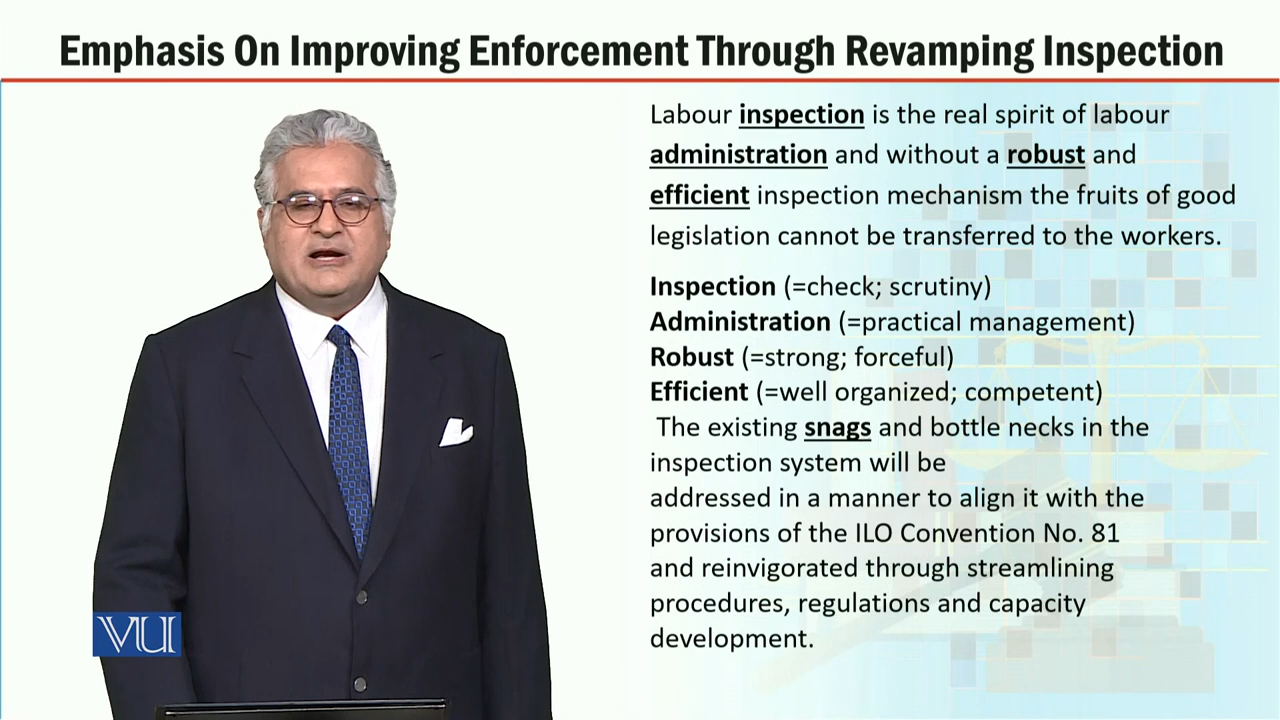 Emphasis On Improving Enforcement Through Revamping Inspection
Labour inspection is the real spirit of labour
administration and without a robust and
efficient inspection mechanism the fruits of good
legislation cannot be transferred to the workers.
Inspection (=check; scrutiny)
Administration (=practical management)
Robust (=strong; forceful)
Efficient (=well organized; competent)
The existing snags and bottle necks in the
inspection system will be
addressed in a manner to align it with the
provisions of the ILO Convention No. 81
and reinvigorated through streamlining
procedures, regulations and capacity
development.
VU